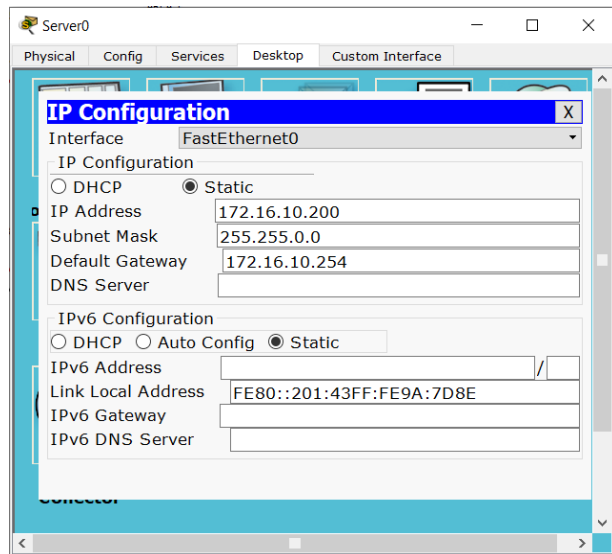 Server0
Physical Config Services Desktop Custom Interface
IP Configuration X
Interface FastEthernet0
IP Configuration
DHCP Static
IP Address 172.16.10.200
Subnet Mask 255.255.0.0
Default Gateway 172.16.10.254
DNS Server
IPv6 Configuration
DHCP Auto Config Static
IPv6 Address /
Link Local Address FE80::201:43FF:FE9A:7D8E
IPv6 Gateway
IPv6 DNS Server
Collector